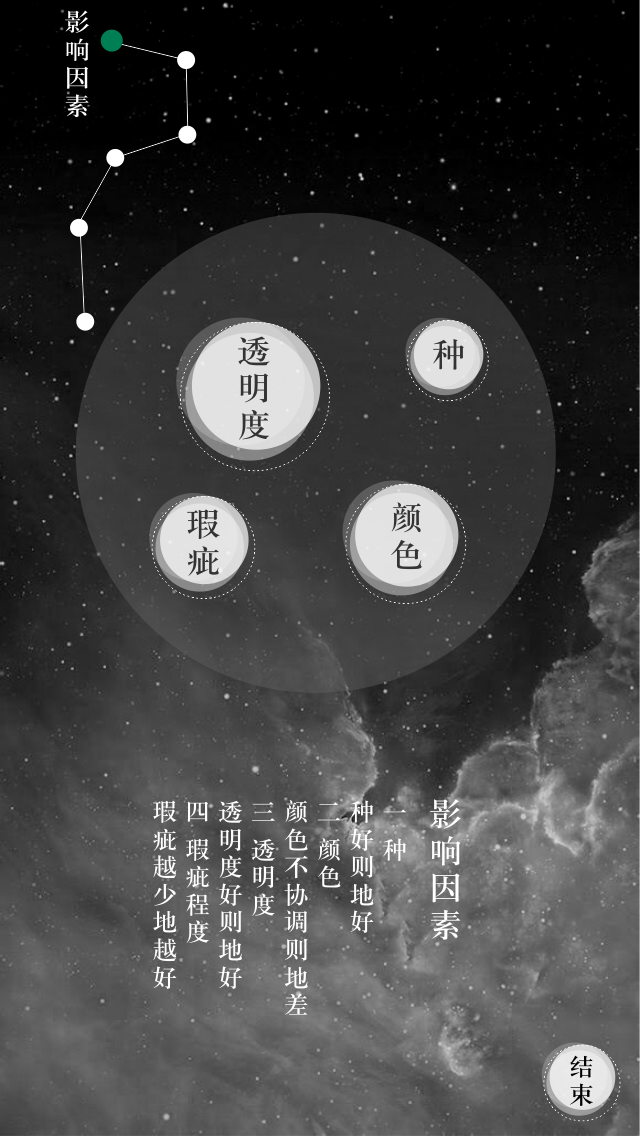 影响因素
透明度
种
瑕疵
颜色
影响因素
一 种
种好则地好
二 颜色
颜色不协调则地差
三 透明度
透明度好则地好
四 瑕疵程度
瑕疵越少地越好
结束